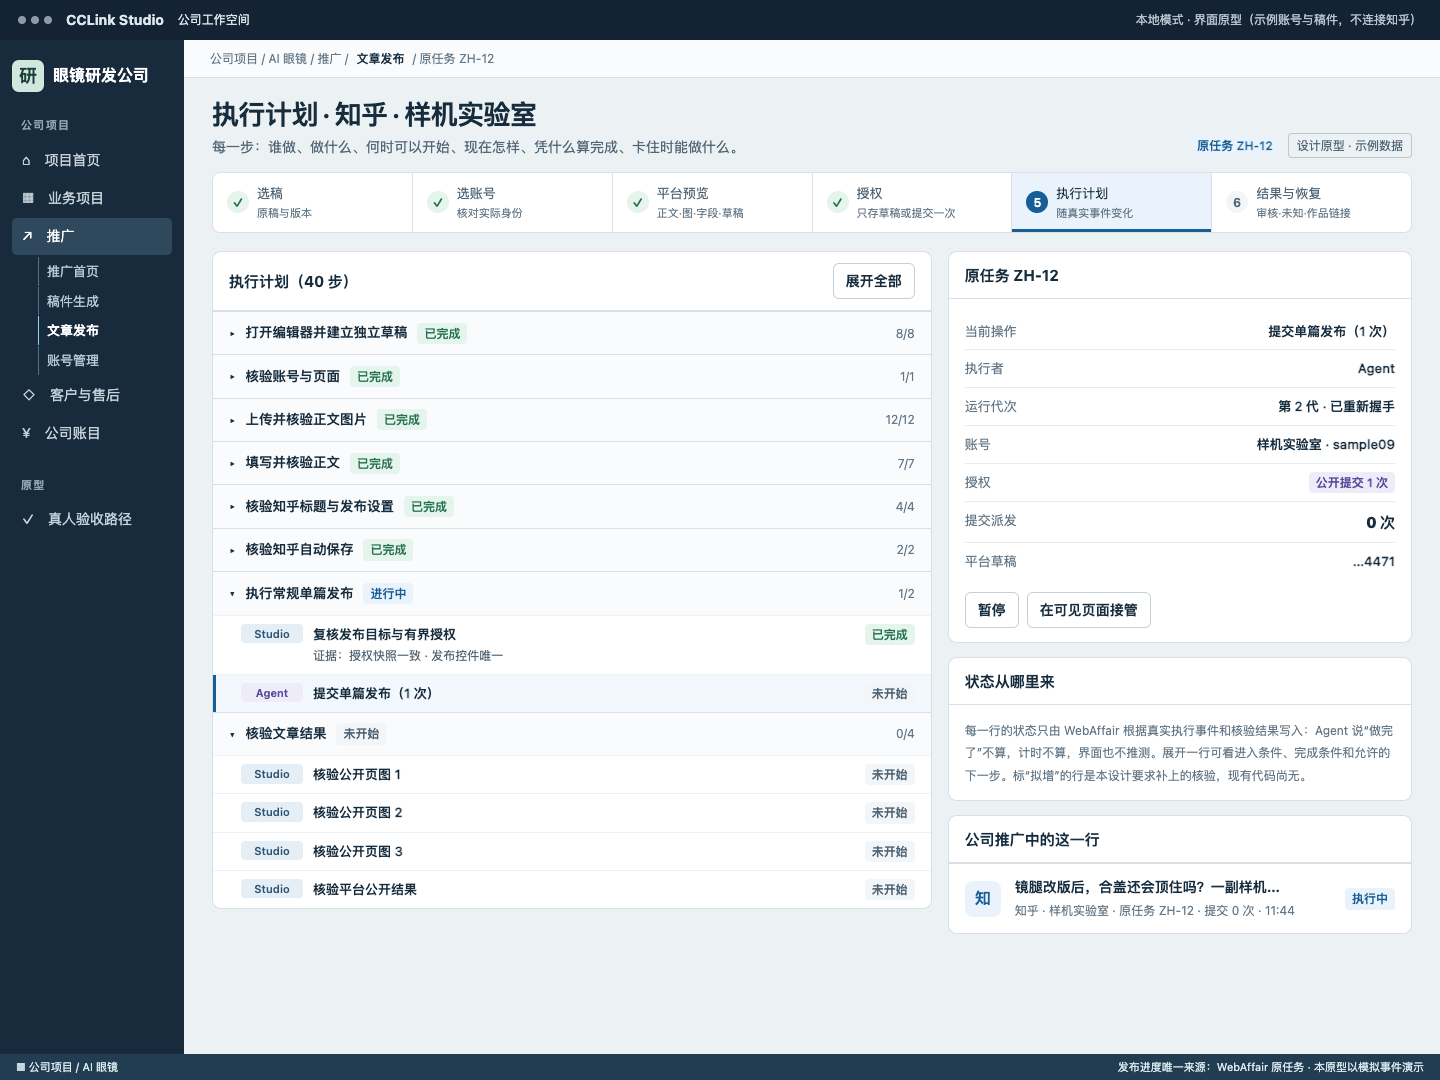 CCLink Studio 公司工作空间
本地模式 · 界面原型（示例账号与稿件，不连接知乎）
研 眼镜研发公司
公司项目
项目首页
业务项目
推广
推广首页
稿件生成
文章发布
账号管理
客户与售后
¥ 公司账目
原型
真人验收路径
公司项目 / AI 眼镜 / 推广 / 文章发布 / 原任务 ZH-12
执行计划 · 知乎 · 样机实验室
每一步：谁做、做什么、何时可以开始、现在怎样、凭什么算完成、卡住时能做什么。
原任务 ZH-12 设计原型 · 示例数据
选稿
原稿与版本
选账号
核对实际身份
平台预览
正文·图·字段·草稿
授权
只存草稿或提交一次
5 执行计划
随真实事件变化
6 结果与恢复
审核·未知·作品链接
执行计划（40 步） 展开全部
打开编辑器并建立独立草稿 已完成 8/8
核验账号与页面 已完成 1/1
上传并核验正文图片 已完成 12/12
填写并核验正文 已完成 7/7
核验知乎标题与发布设置 已完成 4/4
核验知乎自动保存 已完成 2/2
执行常规单篇发布 进行中 1/2
Studio 复核发布目标与有界授权 已完成
证据：授权快照一致 · 发布控件唯一
Agent 提交单篇发布（1 次） 未开始
核验文章结果 未开始 0/4
Studio 核验公开页图 1 未开始
Studio 核验公开页图 2 未开始
Studio 核验公开页图 3 未开始
Studio 核验平台公开结果 未开始
原任务 ZH-12
当前操作 提交单篇发布（1 次）
执行者 Agent
运行代次 第 2 代 · 已重新握手
账号 样机实验室 · sample09
授权 公开提交 1 次
提交派发 0 次
平台草稿 …4471
暂停 在可见页面接管
状态从哪里来
每一行的状态只由 WebAffair 根据真实执行事件和核验结果写入：Agent 说“做完
了”不算，计时不算，界面也不推测。展开一行可看进入条件、完成条件和允许的
下一步。标“拟增”的行是本设计要求补上的核验，现有代码尚无。
公司推广中的这一行
知 镜腿改版后，合盖还会顶住吗？一副样机… 执行中
知乎 · 样机实验室 · 原任务 ZH-12 · 提交 0 次 · 11:44
公司项目 / AI 眼镜
发布进度唯一来源：WebAffair 原任务 · 本原型以模拟事件演示